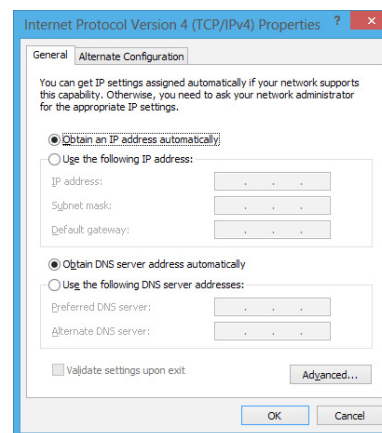 Internet Protocol Version 4 (TCP/IPv4) Properties ? ×
General Alternate Configuration
You can get IP settings assigned automatically if your network supports
this capability. Otherwise, you need to ask your network administrator
for the appropriate IP settings.
Obtain an IP address automatically
Use the following IP address:
IP address:
Subnet mask:
Default gateway:
Obtain DNS server address automatically
Use the following DNS server addresses:
Preferred DNS server:
Alternate DNS server:
Validate settings upon exit
Advanced...
OK Cancel